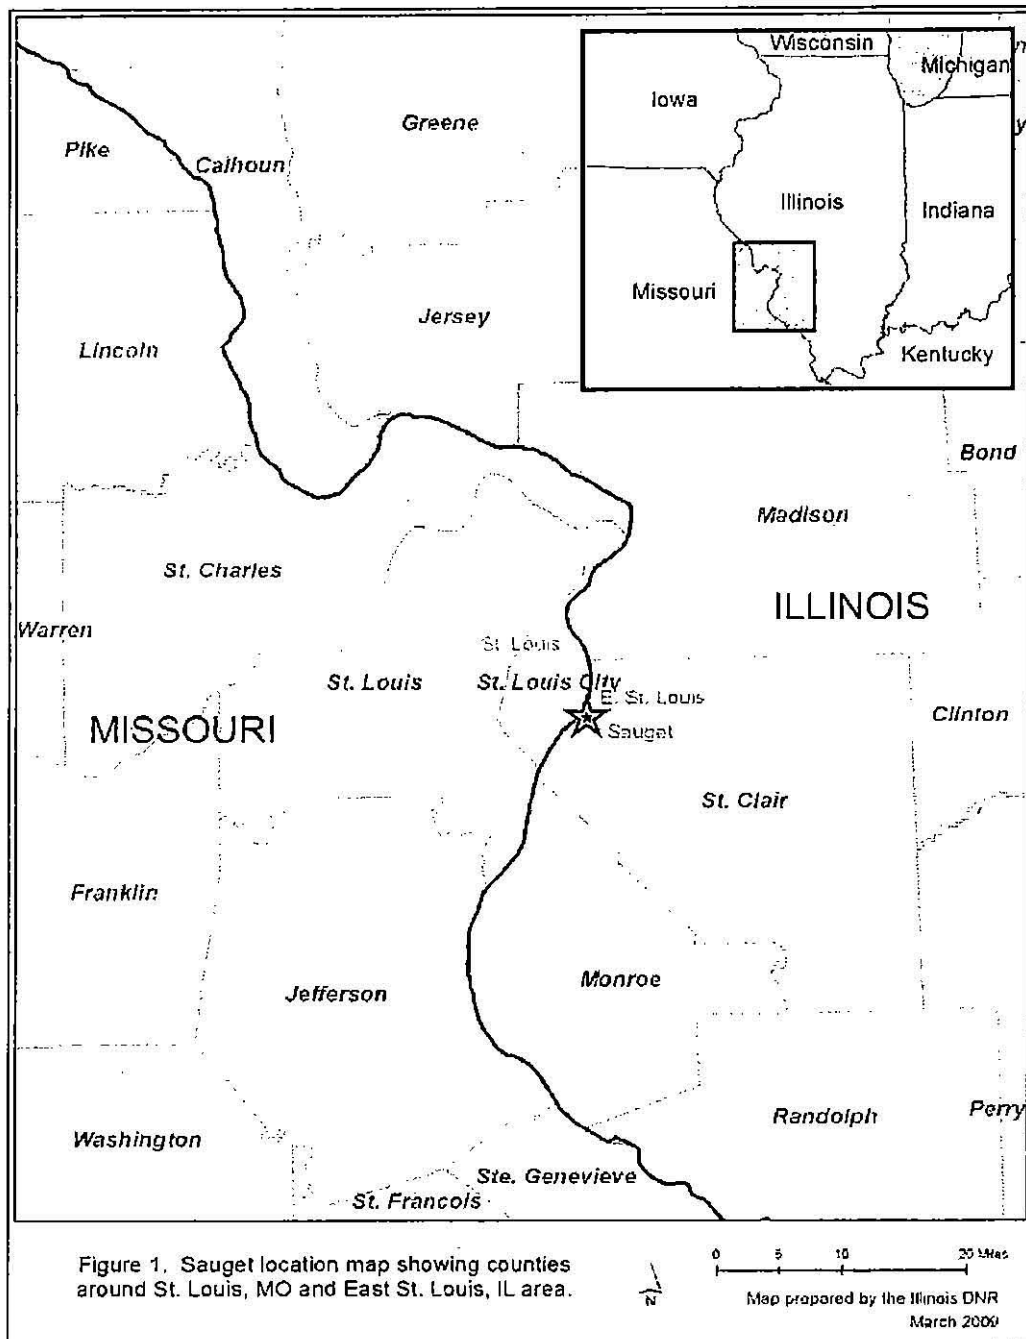 Wisconsin
Michigan
Iowa
Illinois
Indiana
Missouri
Kentucky
Greene
Pike
Calhoun
Jersey
Lincoln
Bond
Madison
St. Charles
ILLINOIS
Warren
St. Louis
St. Louis
St. Louis City
E. St. Louis
Sauget
MISSOURI
Clinton
St. Clair
Franklin
Monroe
Jefferson
Randolph
Perry
Washington
Ste. Genevieve
St. Francois
Figure 1. Sauget location map showing counties
around St. Louis, MO and East St. Louis, IL area.
N
0 5 10 20 Miles
Map prepared by the Illinois DNR
March 2009